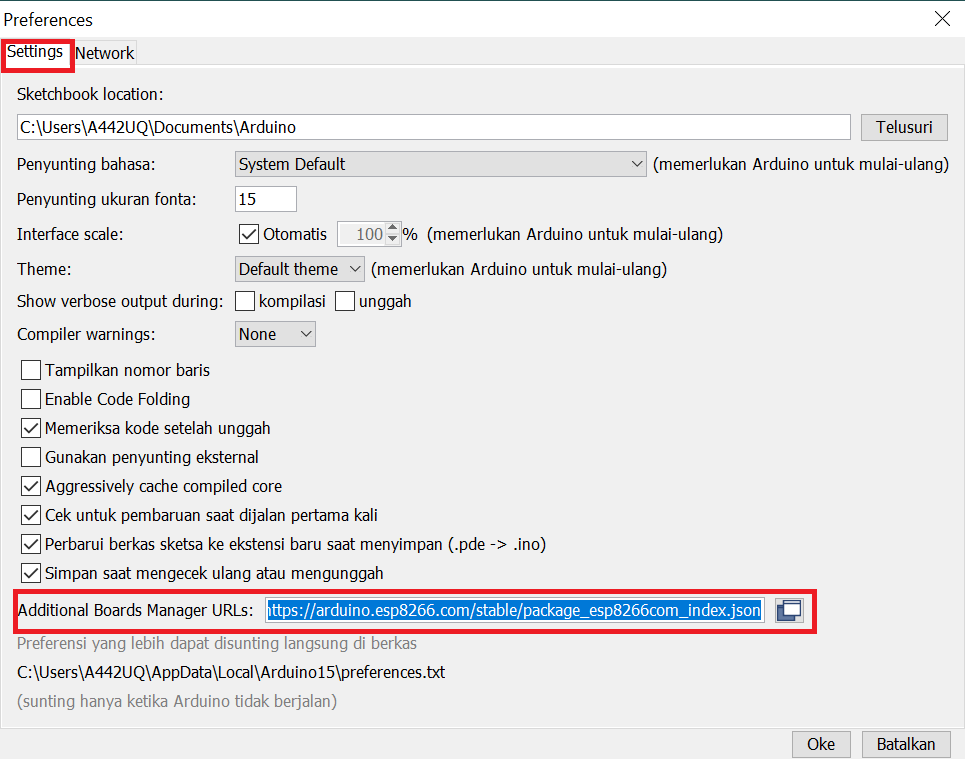 Preferences
Settings Network
Sketchbook location:
C:\Users\A442UQ\Documents\Arduino Telusuri
Penyunting bahasa: System Default (memerlukan Arduino untuk mulai-ulang)
Penyunting ukuran fonta: 15
Interface scale: Otomatis 100 % (memerlukan Arduino untuk mulai-ulang)
Theme: Default theme (memerlukan Arduino untuk mulai-ulang)
Show verbose output during: kompilasi unggah
Compiler warnings: None
Tampilkan nomor baris
Enable Code Folding
Memeriksa kode setelah unggah
Gunakan penyunting eksternal
Aggressively cache compiled core
Cek untuk pembaruan saat dijalan pertama kali
Perbarui berkas sketsa ke ekstensi baru saat menyimpan (.pde -> .ino)
Simpan saat mengecek ulang atau mengunggah
Additional Boards Manager URLs: https://arduino.esp8266.com/stable/package_esp8266com_index.json
Preferensi yang lebih dapat disunting langsung di berkas
C:\Users\A442UQ\AppData\Local\Arduino15\preferences.txt
(sunting hanya ketika Arduino tidak berjalan)
Oke Batalkan